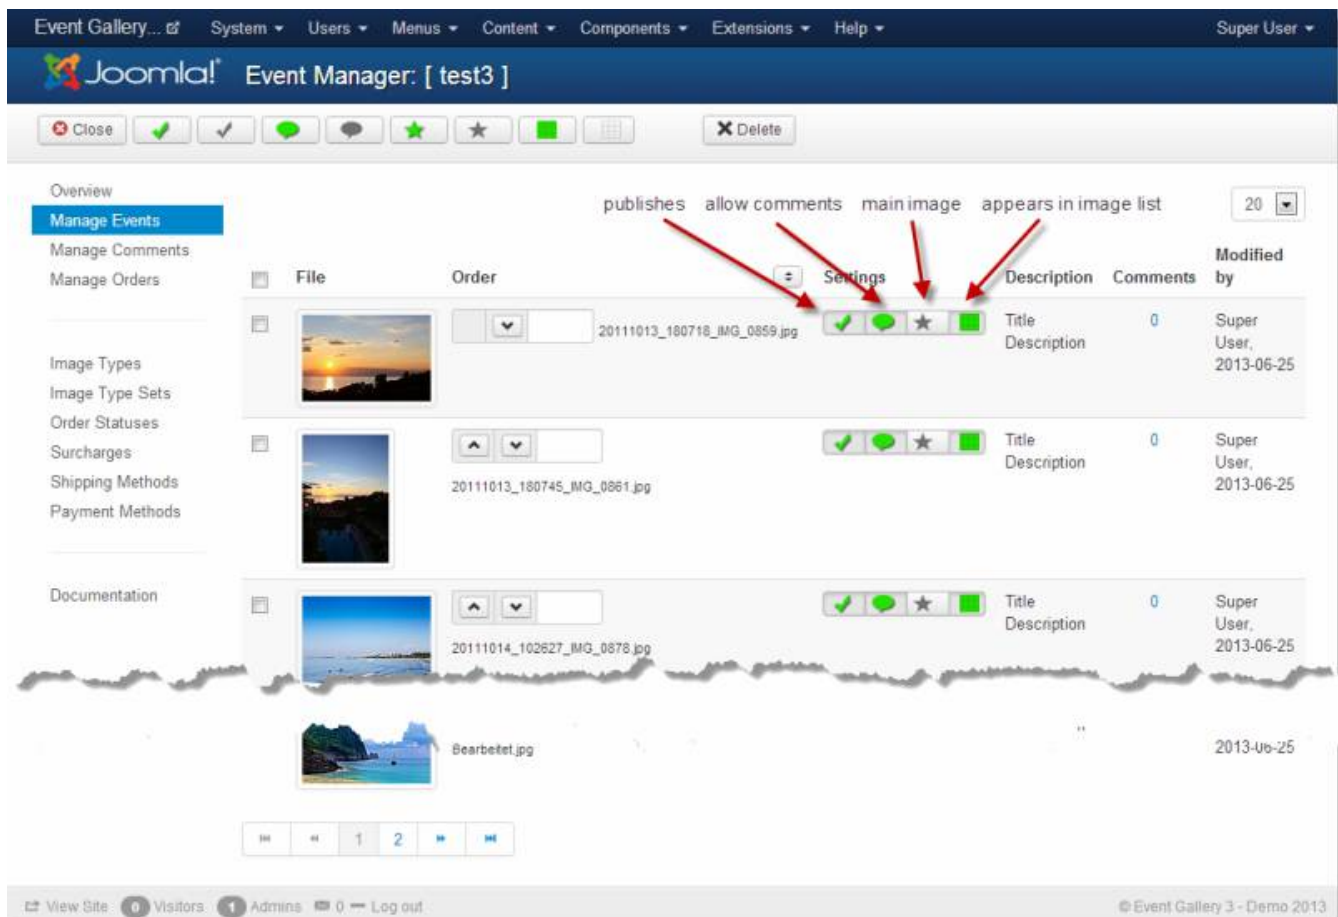 Event Gallery... System Users Menus Content Components Extensions Help Super User
Joomla! Event Manager: [ test3 ]
Close Delete
Overview
Manage Events
Manage Comments
Manage Orders
Image Types
Image Type Sets
Order Statuses
Surcharges
Shipping Methods
Payment Methods
Documentation
publishes allow comments main image appears in image list 20
File Order Settings Description Comments Modified
by
20111013_180718_IMG_0859.jpg Title
Description 0 Super
User,
2013-06-25
20111013_180745_IMG_0861.jpg Title
Description 0 Super
User,
2013-06-25
20111014_102627_IMG_0878.jpg Title
Description 0 Super
User,
2013-06-25
Bearbeitet.jpg 2013-06-25
1 2
View Site 0 Visitors 1 Admins 0 Log out © Event Gallery 3 - Demo 2013